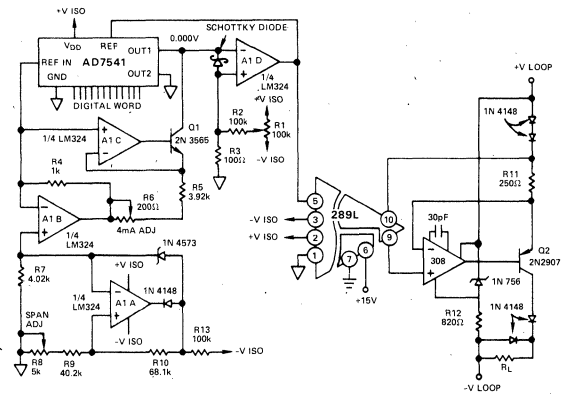 +V ISO
SCHOTTKY DIODE
0.000V
VDD REF OUT1
REF IN AD7541
GND OUT2
DIGITAL WORD
A1 D
1/4
LM324
+V LOOP
1N 4148
R2
100k
+V ISO
R1
100k
1/4 LM324
A1 C
Q1
2N 3565
R3
100Ω
-V ISO
R4
1k
R6
200Ω
R5
3.92k
R11
250Ω
5
10
-V ISO
3
289L
+V ISO
2
9
1
6
7
+15V
30pF
308
Q2
2N2907
A1 B
1/4
LM324
4mA ADJ
1N 4573
R7
4.02k
+V ISO
1/4
LM324
A1 A
1N 4148
-V ISO
R13
100k
-V ISO
SPAN
ADJ
R8
5k
R9
40.2k
R10
68.1k
1N 756
1N 4148
R12
820Ω
RL
-V LOOP